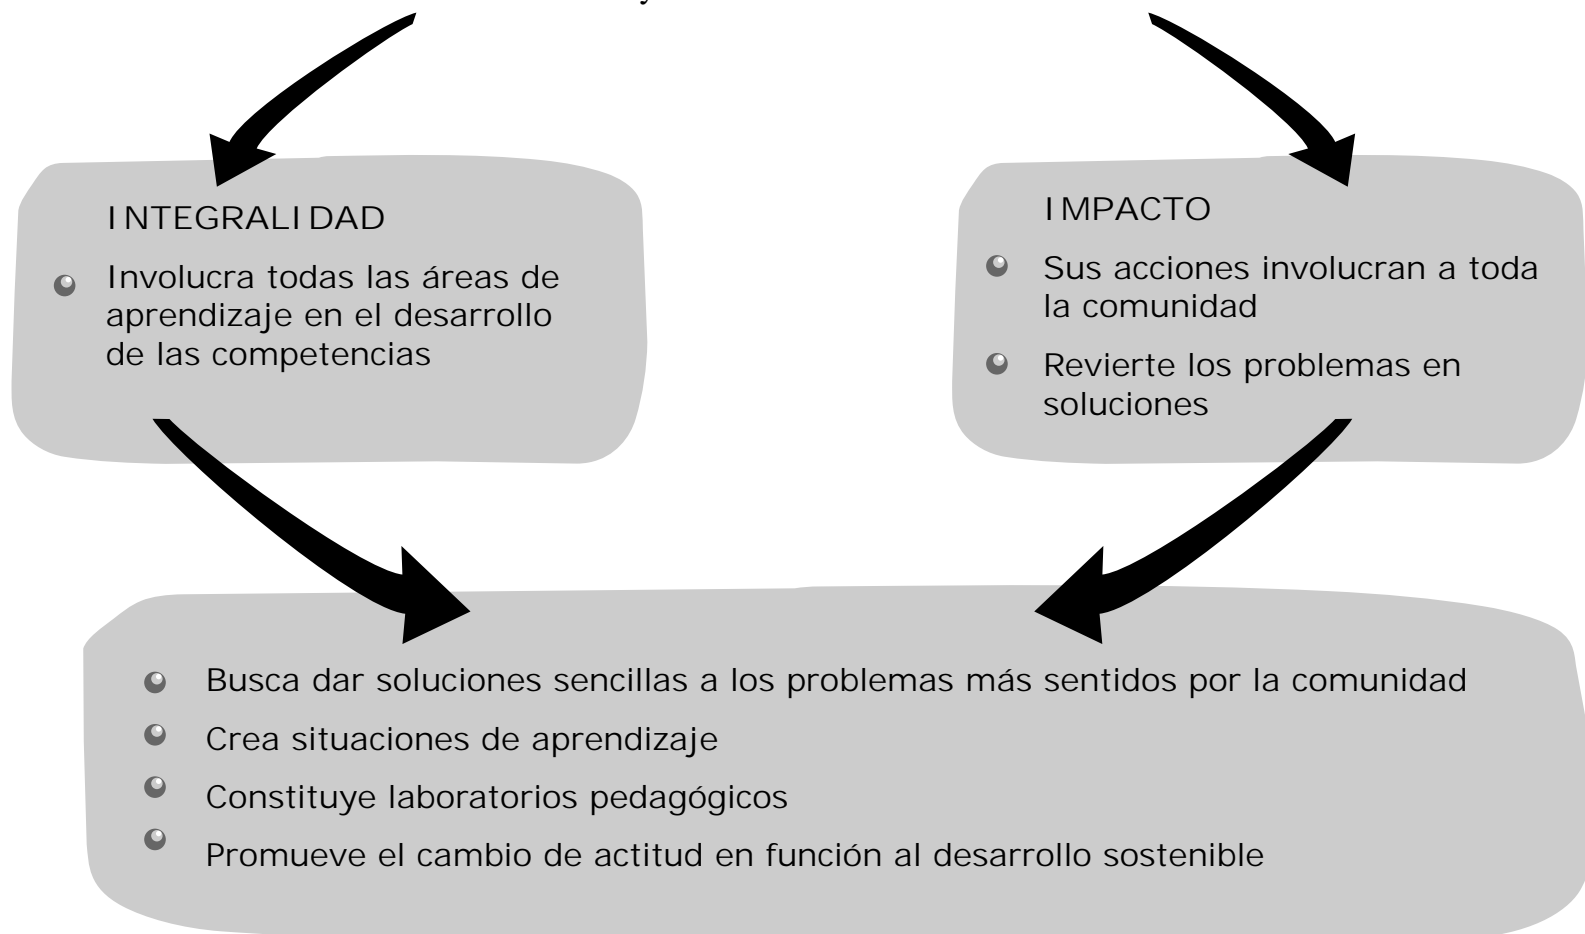 y
INTEGRALIDAD
Involucra todas las áreas de
aprendizaje en el desarrollo
de las competencias
IMPACTO
Sus acciones involucran a toda
la comunidad
Revierte los problemas en
soluciones
Busca dar soluciones sencillas a los problemas más sentidos por la comunidad
Crea situaciones de aprendizaje
Constituye laboratorios pedagógicos
Promueve el cambio de actitud en función al desarrollo sostenible